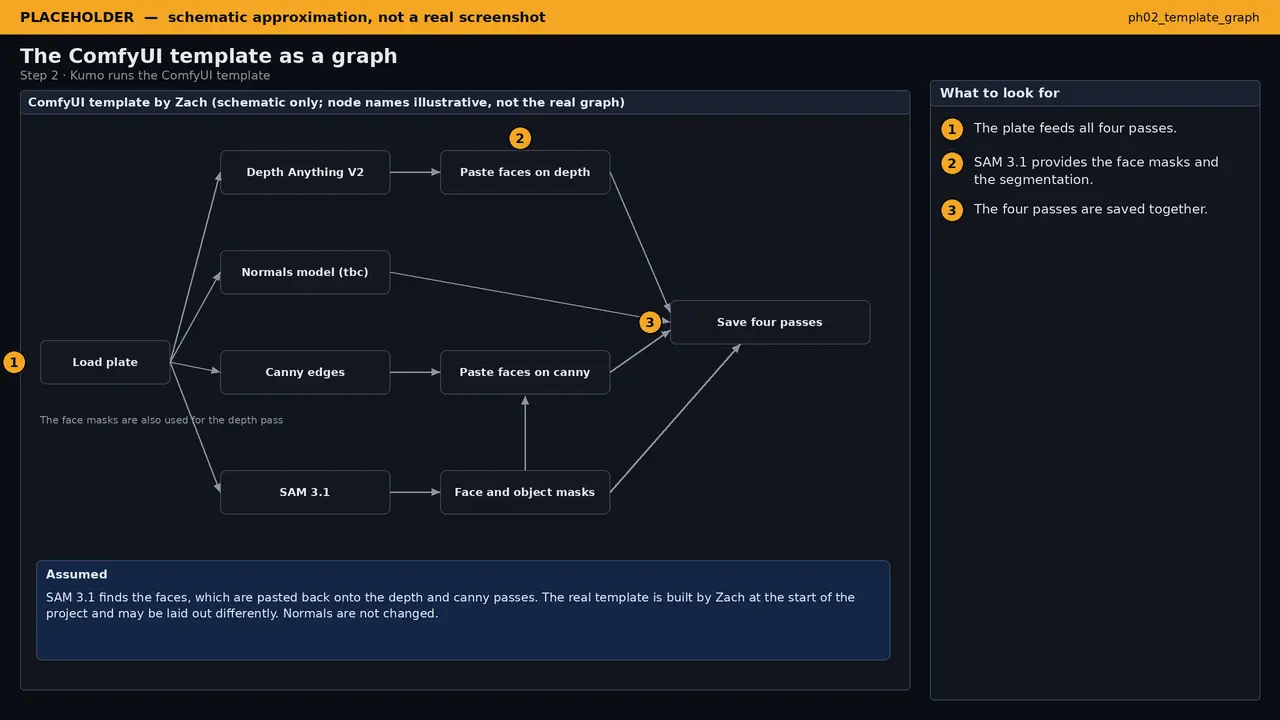 PLACEHOLDER — schematic approximation, not a real screenshot
ph02_template_graph
The ComfyUI template as a graph
Step 2 · Kumo runs the ComfyUI template
ComfyUI template by Zach (schematic only; node names illustrative, not the real graph)
2
Depth Anything V2
Paste faces on depth
Normals model (tbc)
3
Save four passes
1
Load plate
Canny edges
Paste faces on canny
The face masks are also used for the depth pass
SAM 3.1
Face and object masks
Assumed
SAM 3.1 finds the faces, which are pasted back onto the depth and canny passes. The real template is built by Zach at the start of the
project and may be laid out differently. Normals are not changed.
What to look for
1 The plate feeds all four passes.
2 SAM 3.1 provides the face masks and
the segmentation.
3 The four passes are saved together.